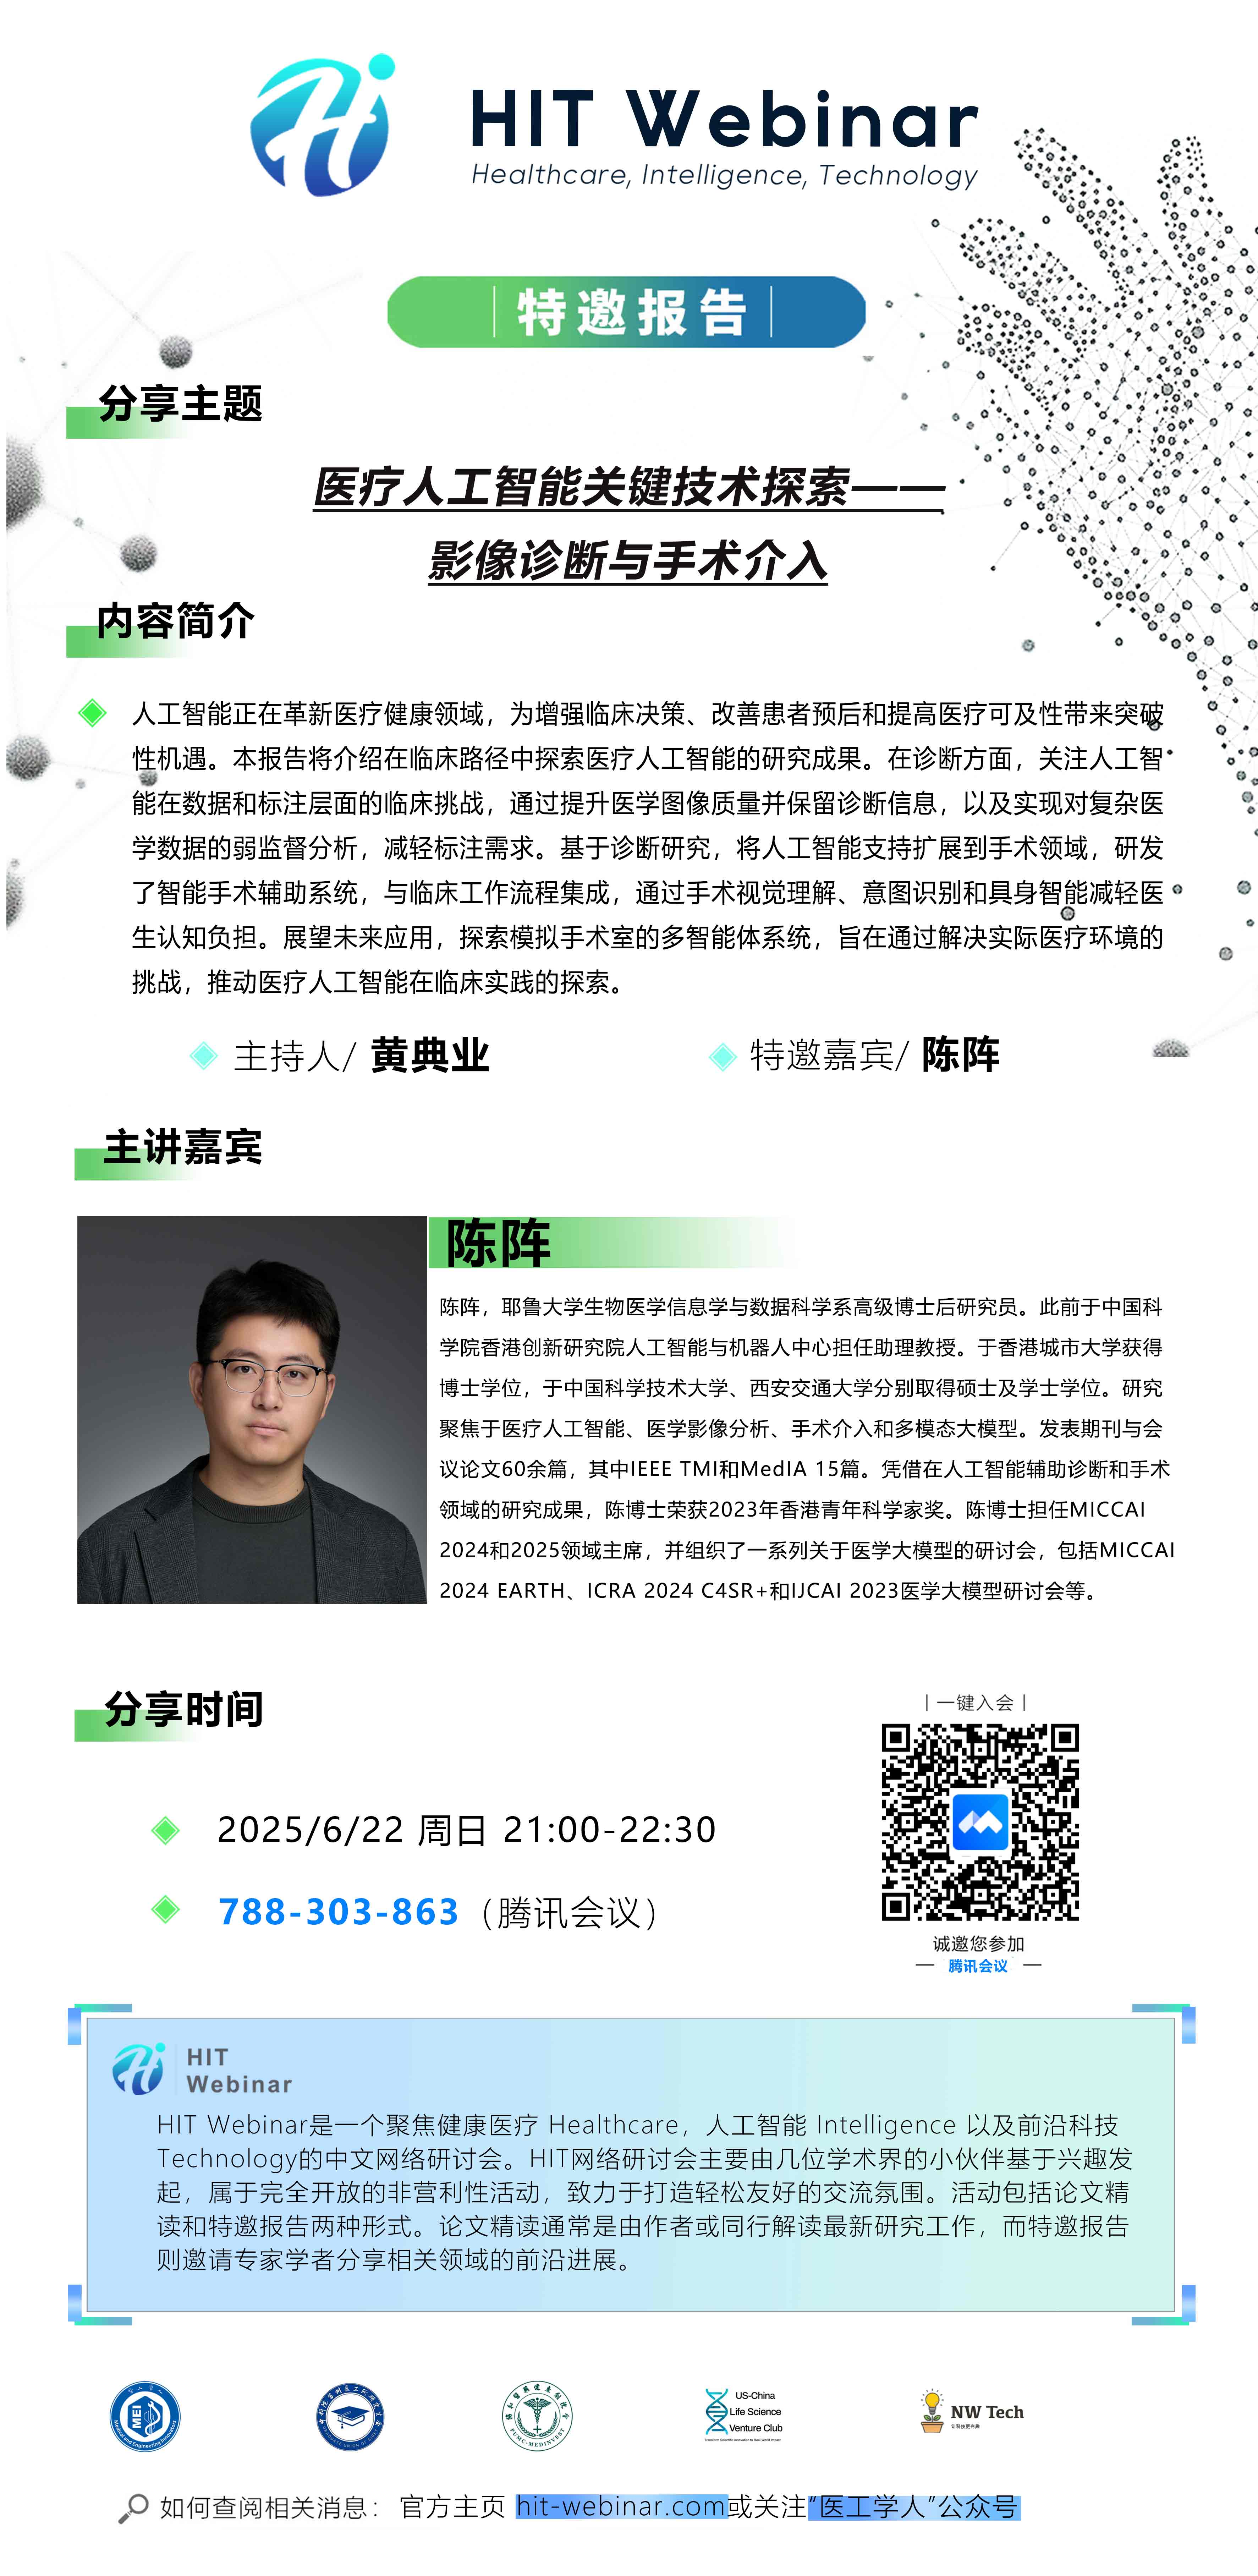 HIT Webinar
Healthcare, Intelligence, Technology
特邀报告
分享主题
医疗人工智能关键技术探索——
影像诊断与手术介入
内容简介
人工智能正在革新医疗健康领域，为增强临床决策、改善患者预后和提高医疗可及性带来突破
性机遇。本报告将介绍在临床路径中探索医疗人工智能的研究成果。在诊断方面，关注人工智
能在数据和标注层面的临床挑战，通过提升医学图像质量并保留诊断信息，以及实现对复杂医
学数据的弱监督分析，减轻标注需求。基于诊断研究，将人工智能支持扩展到手术领域，研发
了智能手术辅助系统，与临床工作流程集成，通过手术视觉理解、意图识别和具身智能减轻医
生认知负担。展望未来应用，探索模拟手术室的多智能体系统，旨在通过解决实际医疗环境的
挑战，推动医疗人工智能在临床实践的探索。
主持人/ 黄典业
特邀嘉宾/ 陈阵
主讲嘉宾
陈阵
陈阵，耶鲁大学生物医学信息学与数据科学系高级博士后研究员。此前于中国科
学院香港创新研究院人工智能与机器人中心担任助理教授。于香港城市大学获得
博士学位，于中国科学技术大学、西安交通大学分别取得硕士及学士学位。研究
聚焦于医疗人工智能、医学影像分析、手术介入和多模态大模型。发表期刊与会
议论文60余篇，其中IEEE TMI和MedIA 15篇。凭借在人工智能辅助诊断和手术
领域的研究成果，陈博士荣获2023年香港青年科学家奖。陈博士担任MICCAI
2024和2025领域主席，并组织了一系列关于医学大模型的研讨会，包括MICCAI
2024 EARTH、ICRA 2024 C4SR+和IJCAI 2023医学大模型研讨会等。
分享时间
2025/6/22 周日 21:00-22:30
788-303-863（腾讯会议）
| 一键入会 |
诚邀您参加
— 腾讯会议 —
HIT
Webinar
HIT Webinar是一个聚焦健康医疗 Healthcare，人工智能 Intelligence 以及前沿科技
Technology的中文网络研讨会。HIT网络研讨会主要由几位学术界的小伙伴基于兴趣发
起，属于完全开放的非营利性活动，致力于打造轻松友好的交流氛围。活动包括论文精
读和特邀报告两种形式。论文精读通常是由作者或同行解读最新研究工作，而特邀报告
则邀请专家学者分享相关领域的前沿进展。
医工学人
MEI
Medical and Engineering Innovation
PUMC-MEDINVEST
US-China
Life Science
Venture Club
NW Tech
让科技更有趣
如何查阅相关消息： 官方主页 hit-webinar.com或关注“医工学人”公众号